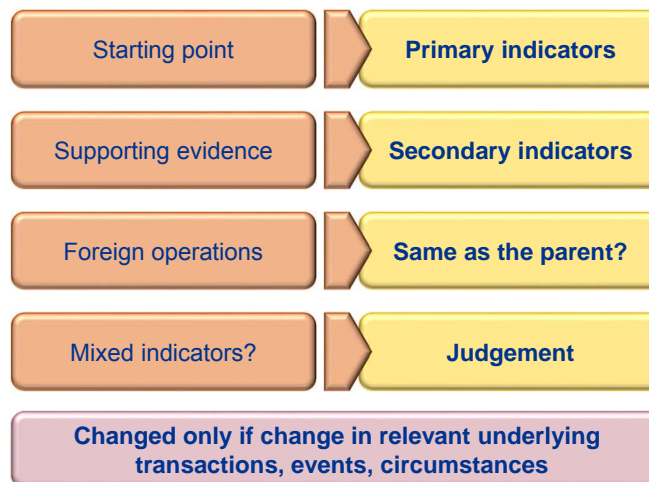 Starting point
Primary indicators
Supporting evidence
Secondary indicators
Foreign operations
Same as the parent?
Mixed indicators?
Judgement
Changed only if change in relevant underlying
transactions, events, circumstances